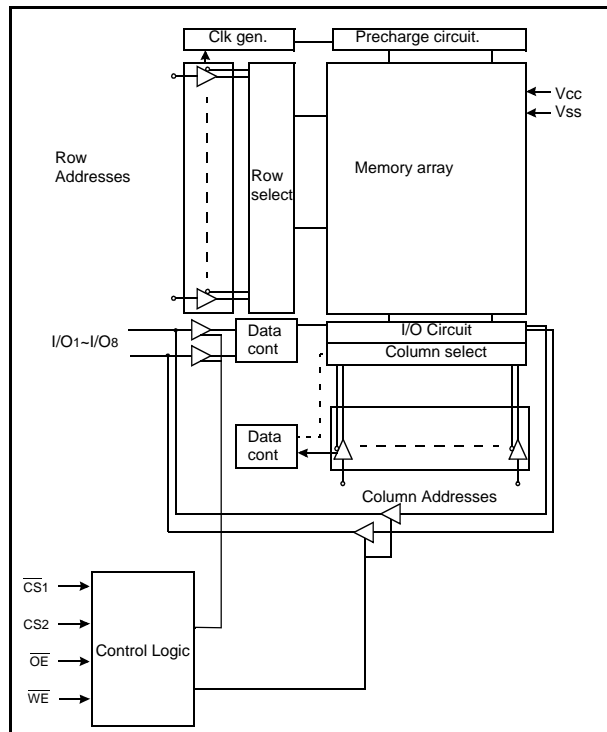 Clk gen.
Precharge circuit.
Vcc
Vss
Row
Addresses
Row
select
Memory array
I/O1~I/O8
Data
cont
I/O Circuit
Column select
Data
cont
Column Addresses
CS1
CS2
OE
WE
Control Logic